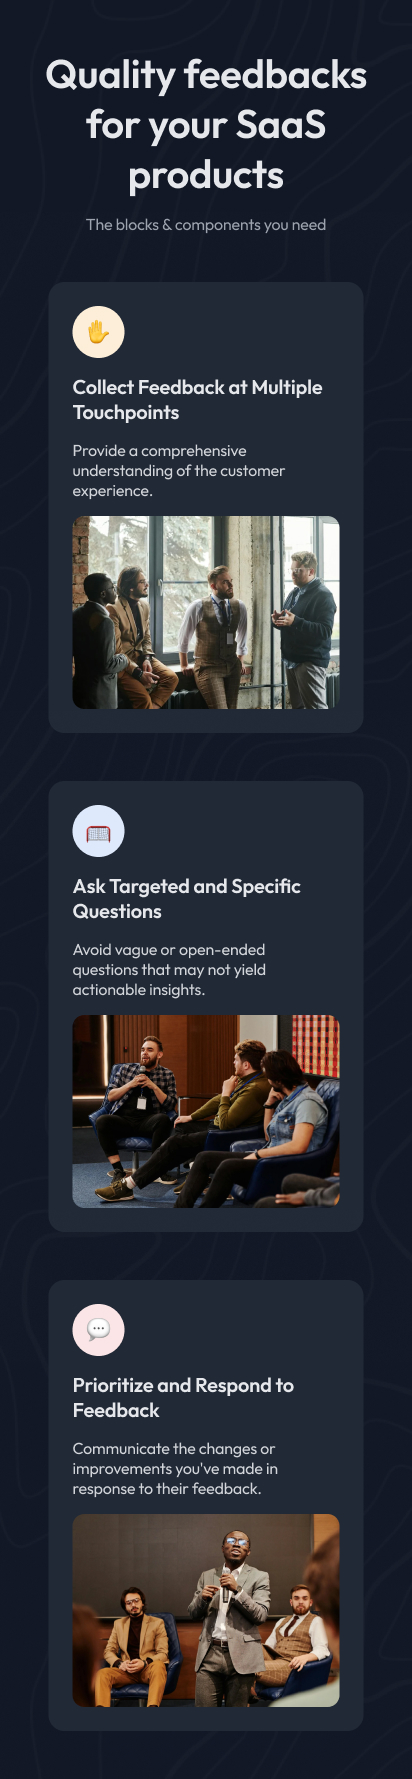 Quality feedbacks
for your SaaS
products
The blocks & components you need
Collect Feedback at Multiple
Touchpoints
Provide a comprehensive
understanding of the customer
experience.
Ask Targeted and Specific
Questions
Avoid vague or open-ended
questions that may not yield
actionable insights.
Prioritize and Respond to
Feedback
Communicate the changes or
improvements you've made in
response to their feedback.